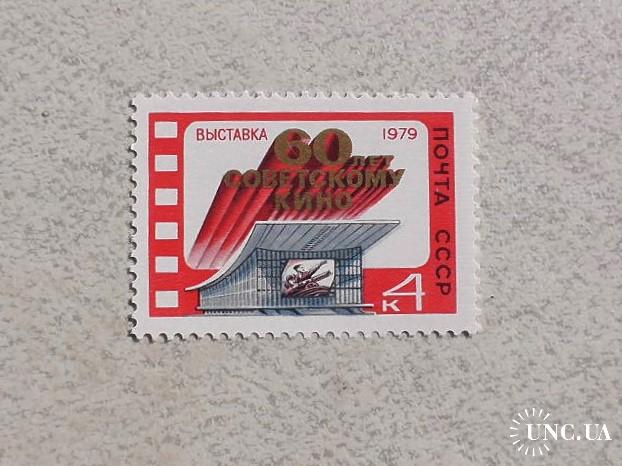 ВЫСТАВКА 1979
60 ЛЕТ
СОВЕТСКОМУ
КИНО
ПОЧТА СССР
4 К
UNC.UA